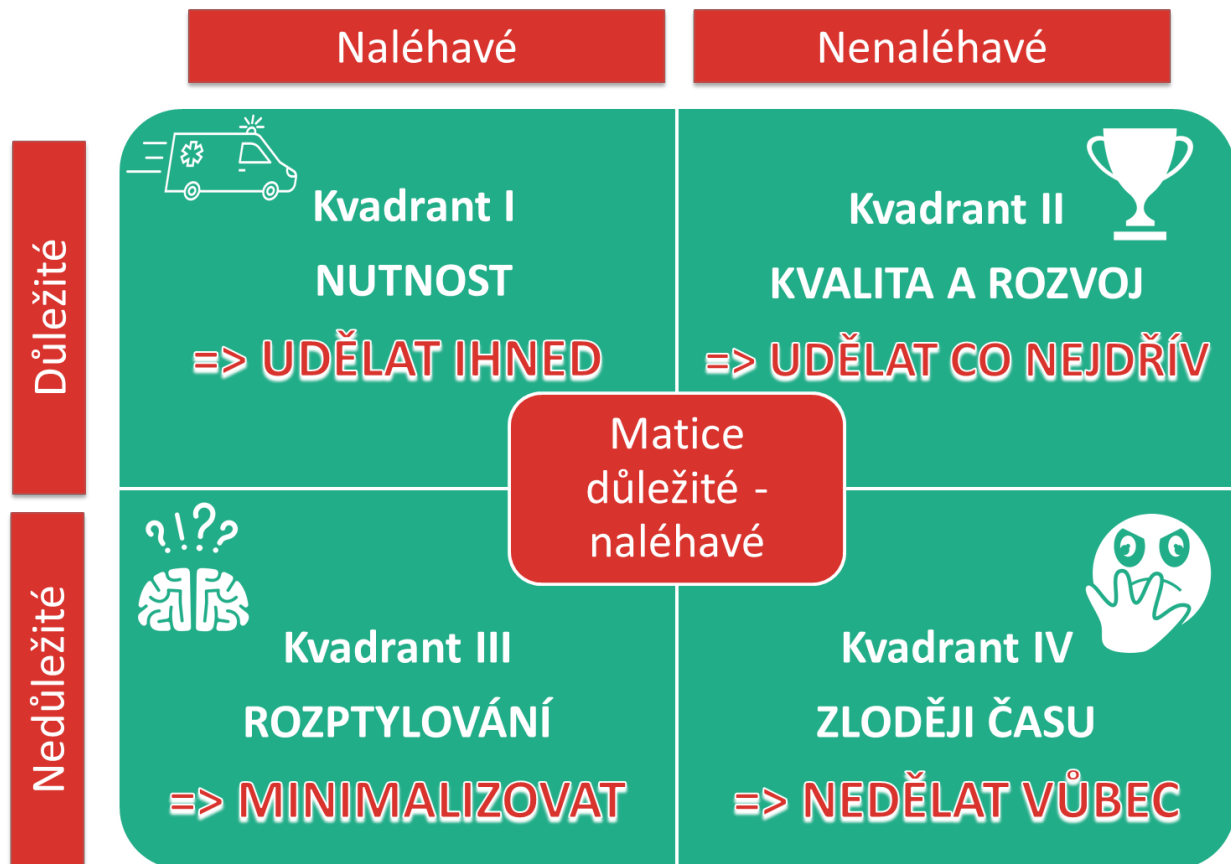 Naléhavé
Nenaléhavé
Důležité
Kvadrant I
NUTNOST
=> UDĚLAT IHNED
Kvadrant II
KVALITA A ROZVOJ
=> UDĚLAT CO NEJDŘÍV
Matice
důležité -
naléhavé
Nedůležité
?!??
Kvadrant III
ROZPTYLOVÁNÍ
=> MINIMALIZOVAT
Kvadrant IV
ZLODĚJI ČASU
=> NEDĚLAT VŮBEC